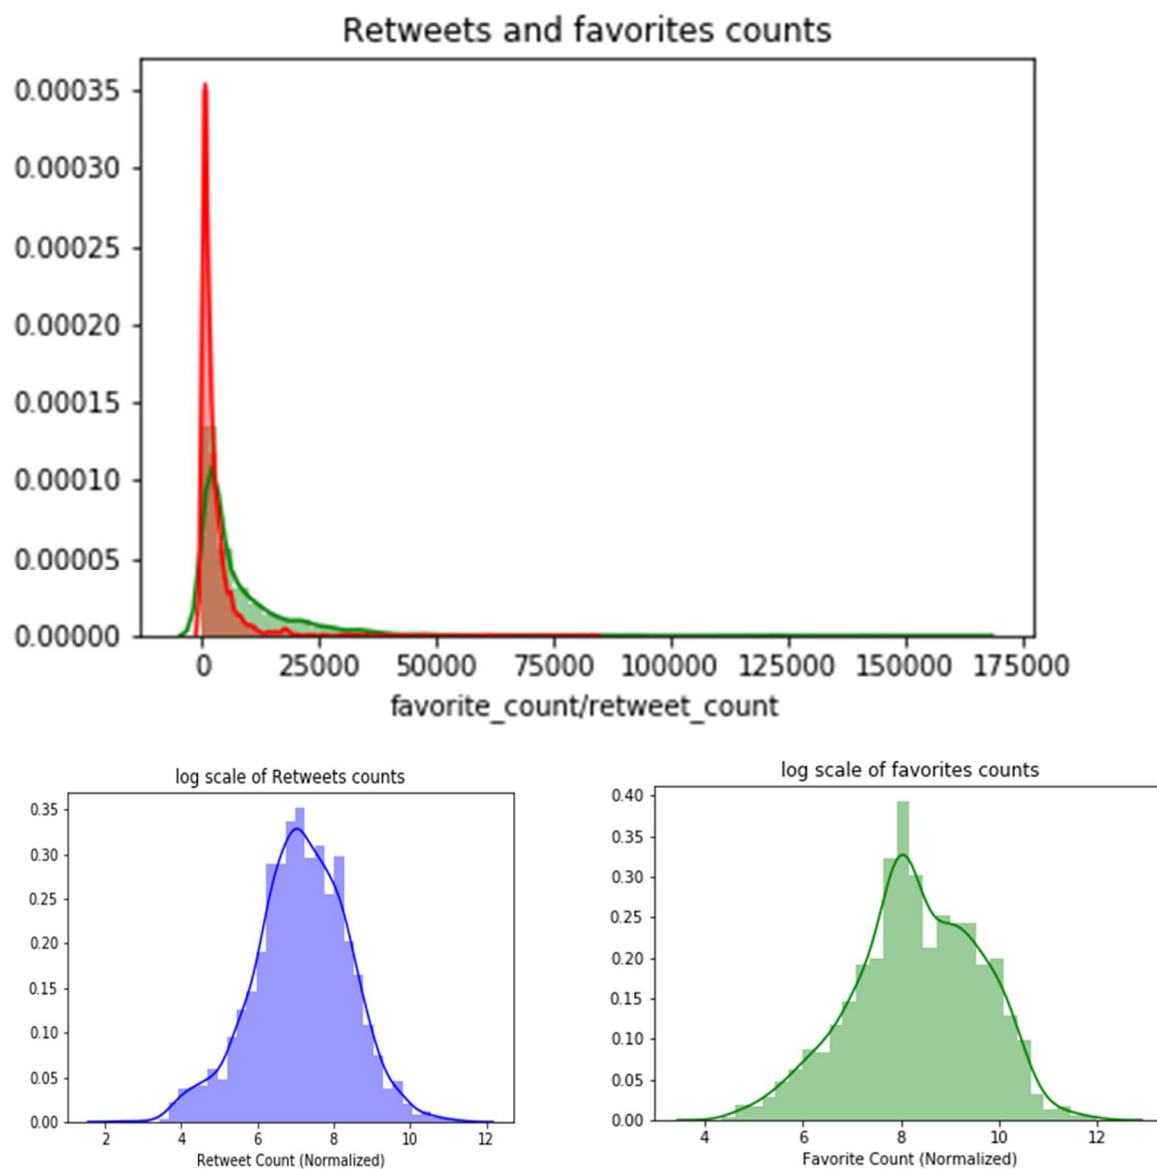 Retweets and favorites counts
0.00035
0.00030
0.00025
0.00020
0.00015
0.00010
0.00005
0.00000
0 25000 50000 75000 100000 125000 150000 175000
favorite_count/retweet_count
log scale of Retweets counts
0.35
0.30
0.25
0.20
0.15
0.10
0.05
0.00
2 4 6 8 10 12
Retweet Count (Normalized)
log scale of favorites counts
0.40
0.35
0.30
0.25
0.20
0.15
0.10
0.05
0.00
4 6 8 10 12
Favorite Count (Normalized)